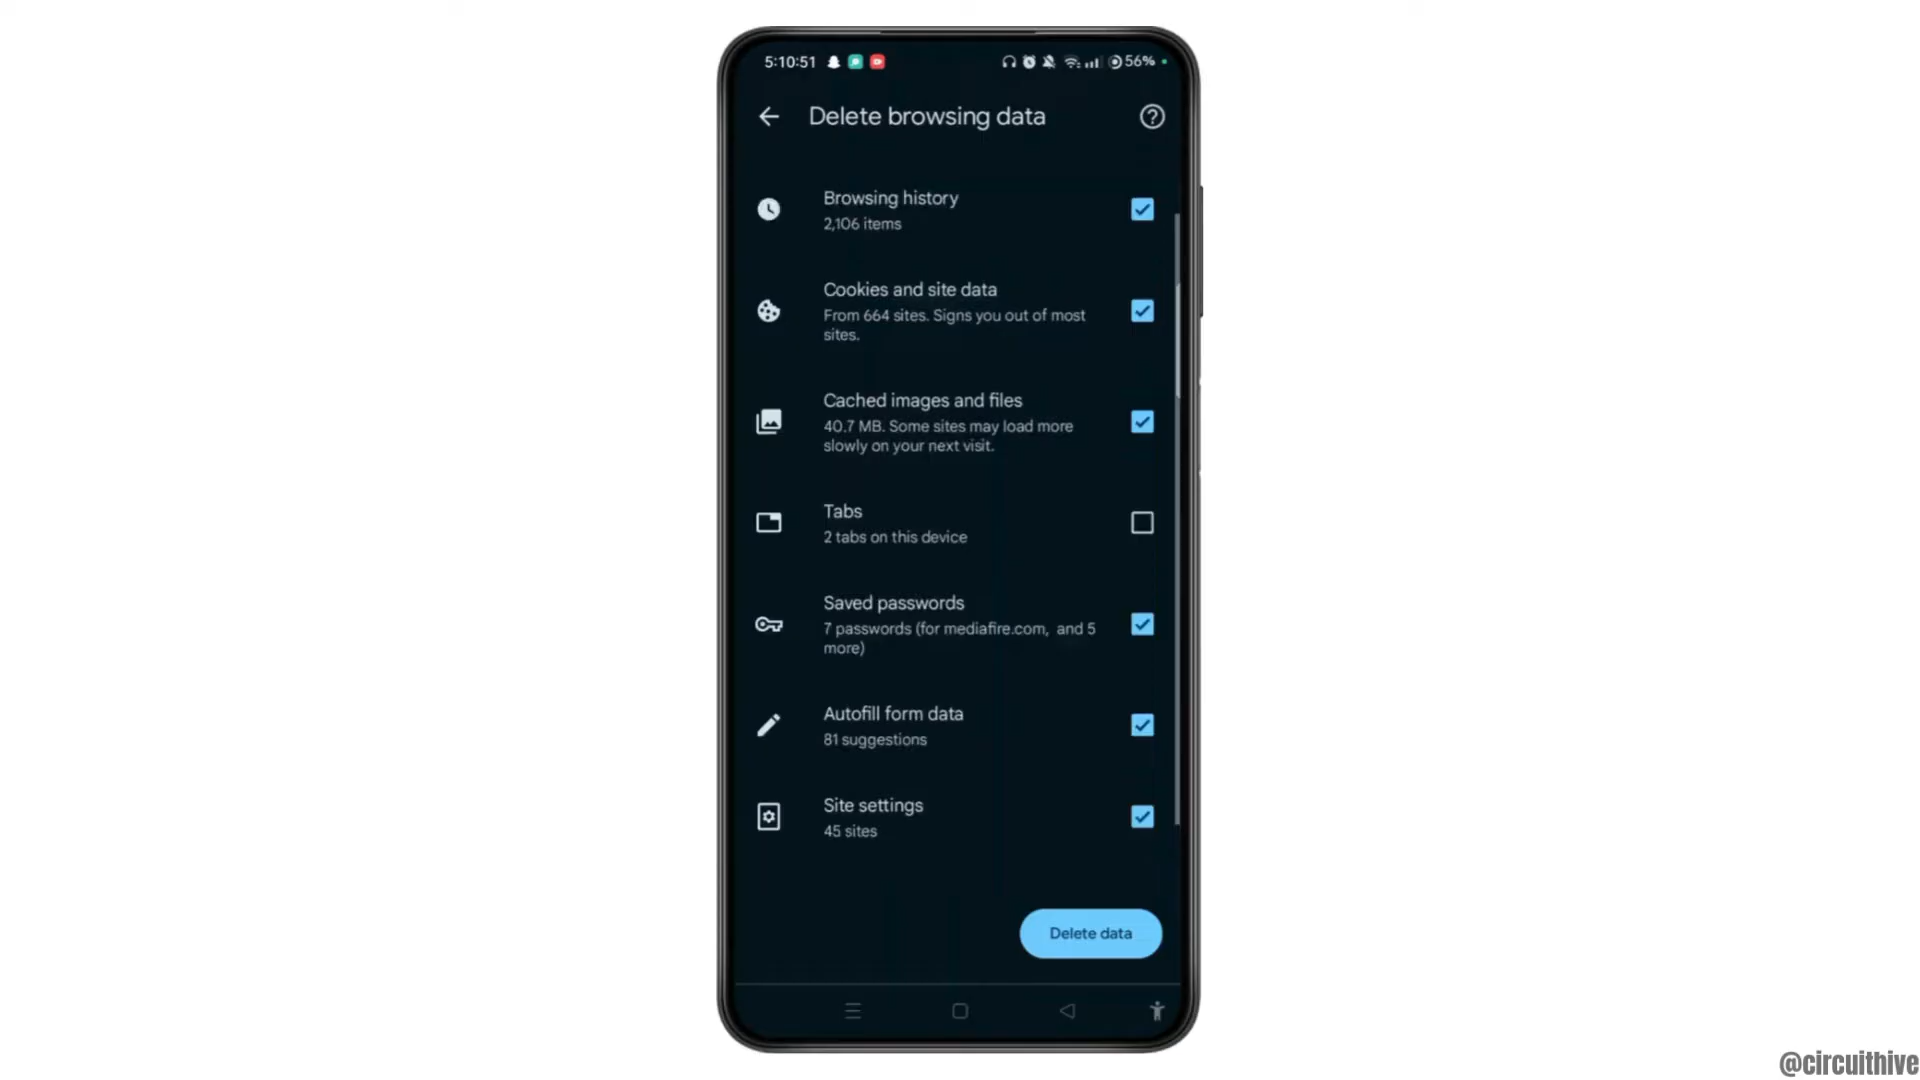 5:10:51
56%
Delete browsing data
Browsing history
2,106 items
Cookies and site data
From 664 sites. Signs you out of most
sites.
Cached images and files
40.7 MB. Some sites may load more
slowly on your next visit.
Tabs
2 tabs on this device
Saved passwords
7 passwords (for mediafire.com, and 5
more)
Autofill form data
81 suggestions
Site settings
45 sites
Delete data
@circuithive